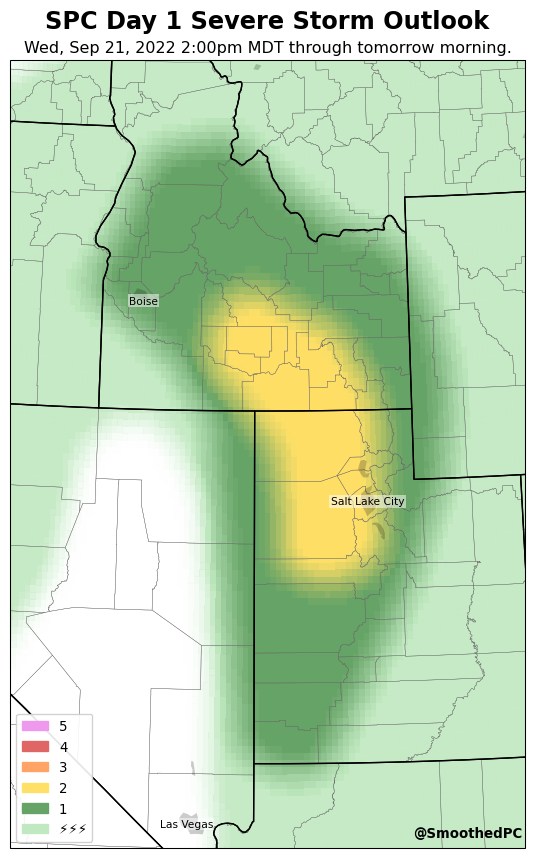 SPC Day 1 Severe Storm Outlook
Wed, Sep 21, 2022 2:00pm MDT through tomorrow morning.
Boise
Salt Lake City
5
4
3
2
1
⚡⚡⚡
Las Vegas
@SmoothedPC